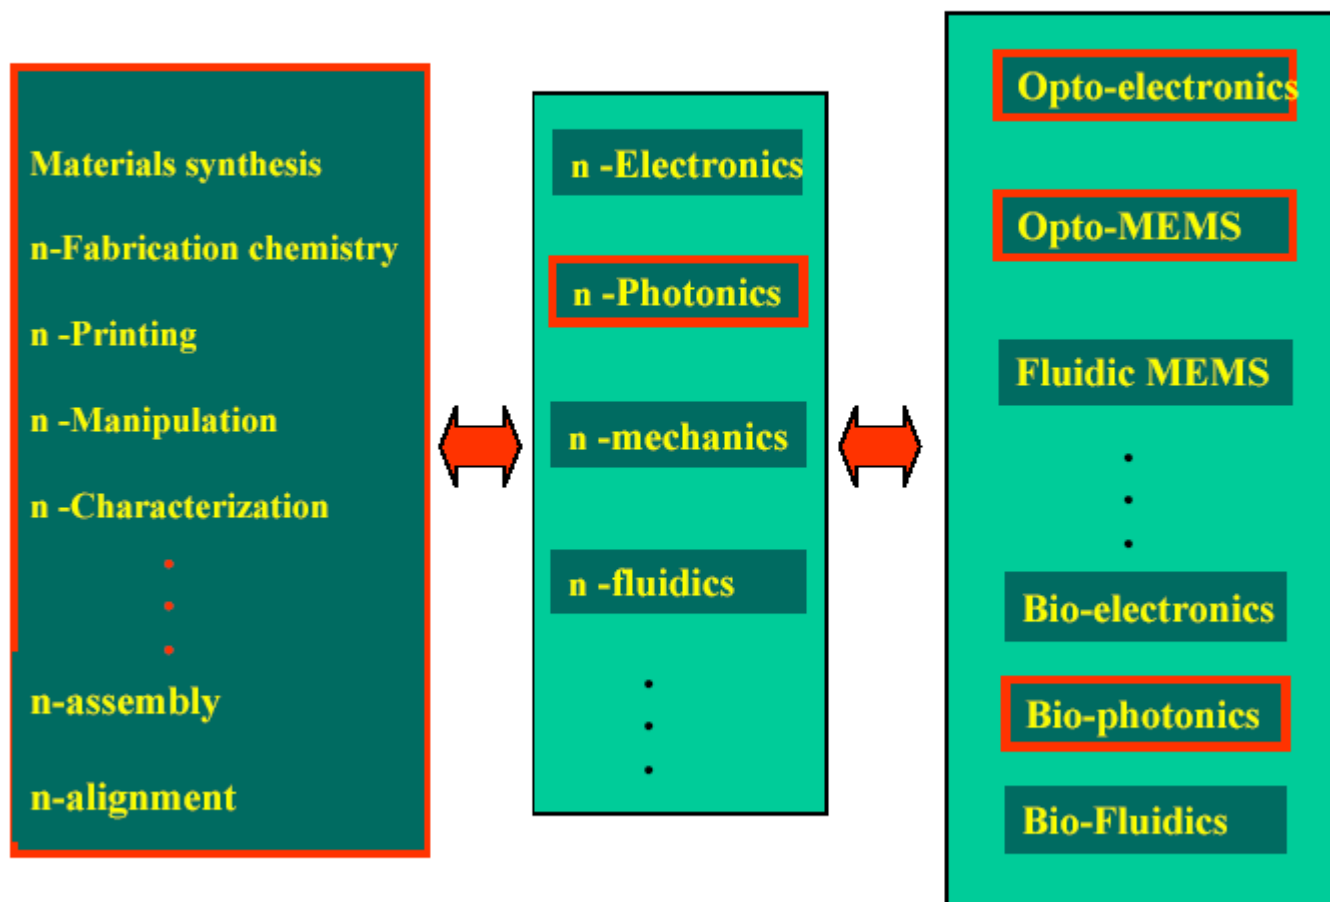 Materials synthesis
n-Fabrication chemistry
n -Printing
n -Manipulation
n -Characterization
n-assembly
n-alignment
n -Electronics
n -Photonics
n -mechanics
n -fluidics
Opto-electronics
Opto-MEMS
Fluidic MEMS
Bio-electronics
Bio-photonics
Bio-Fluidics